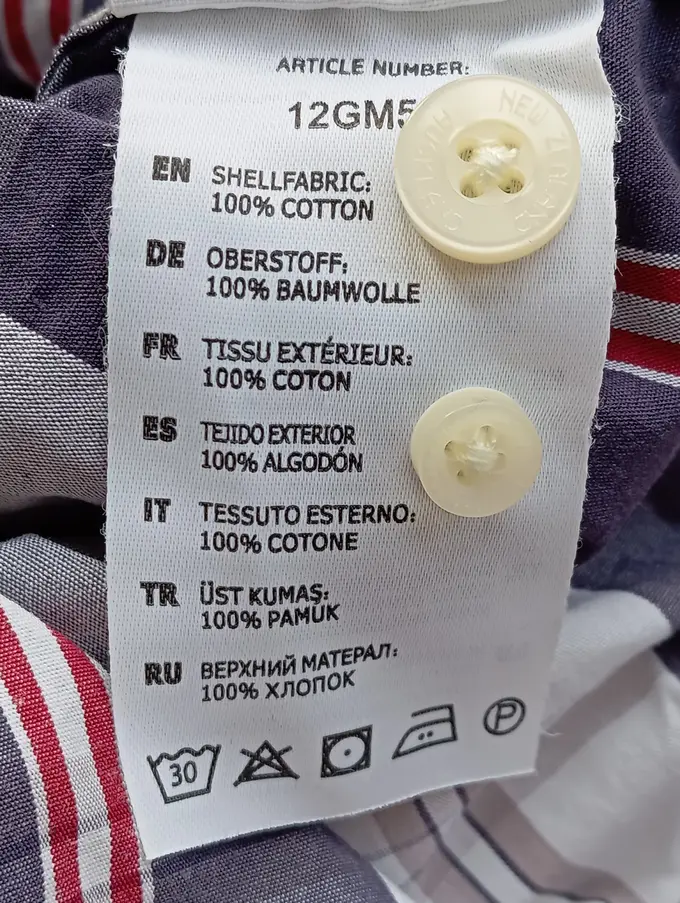 ARTICLE NUMBER:
12GM5
EN SHELLFABRIC:
100% COTTON
DE OBERSTOFF:
100% BAUMWOLLE
FR TISSU EXTÉRIEUR:
100% COTON
ES TEJIDO EXTERIOR
100% ALGODÓN
IT TESSUTO ESTERNO:
100% COTONE
TR ÜST KUMAŞ:
100% PAMUK
RU ВЕРХНИЙ МАТЕРАЛ:
100% ХЛОПОК
30
P
NEW